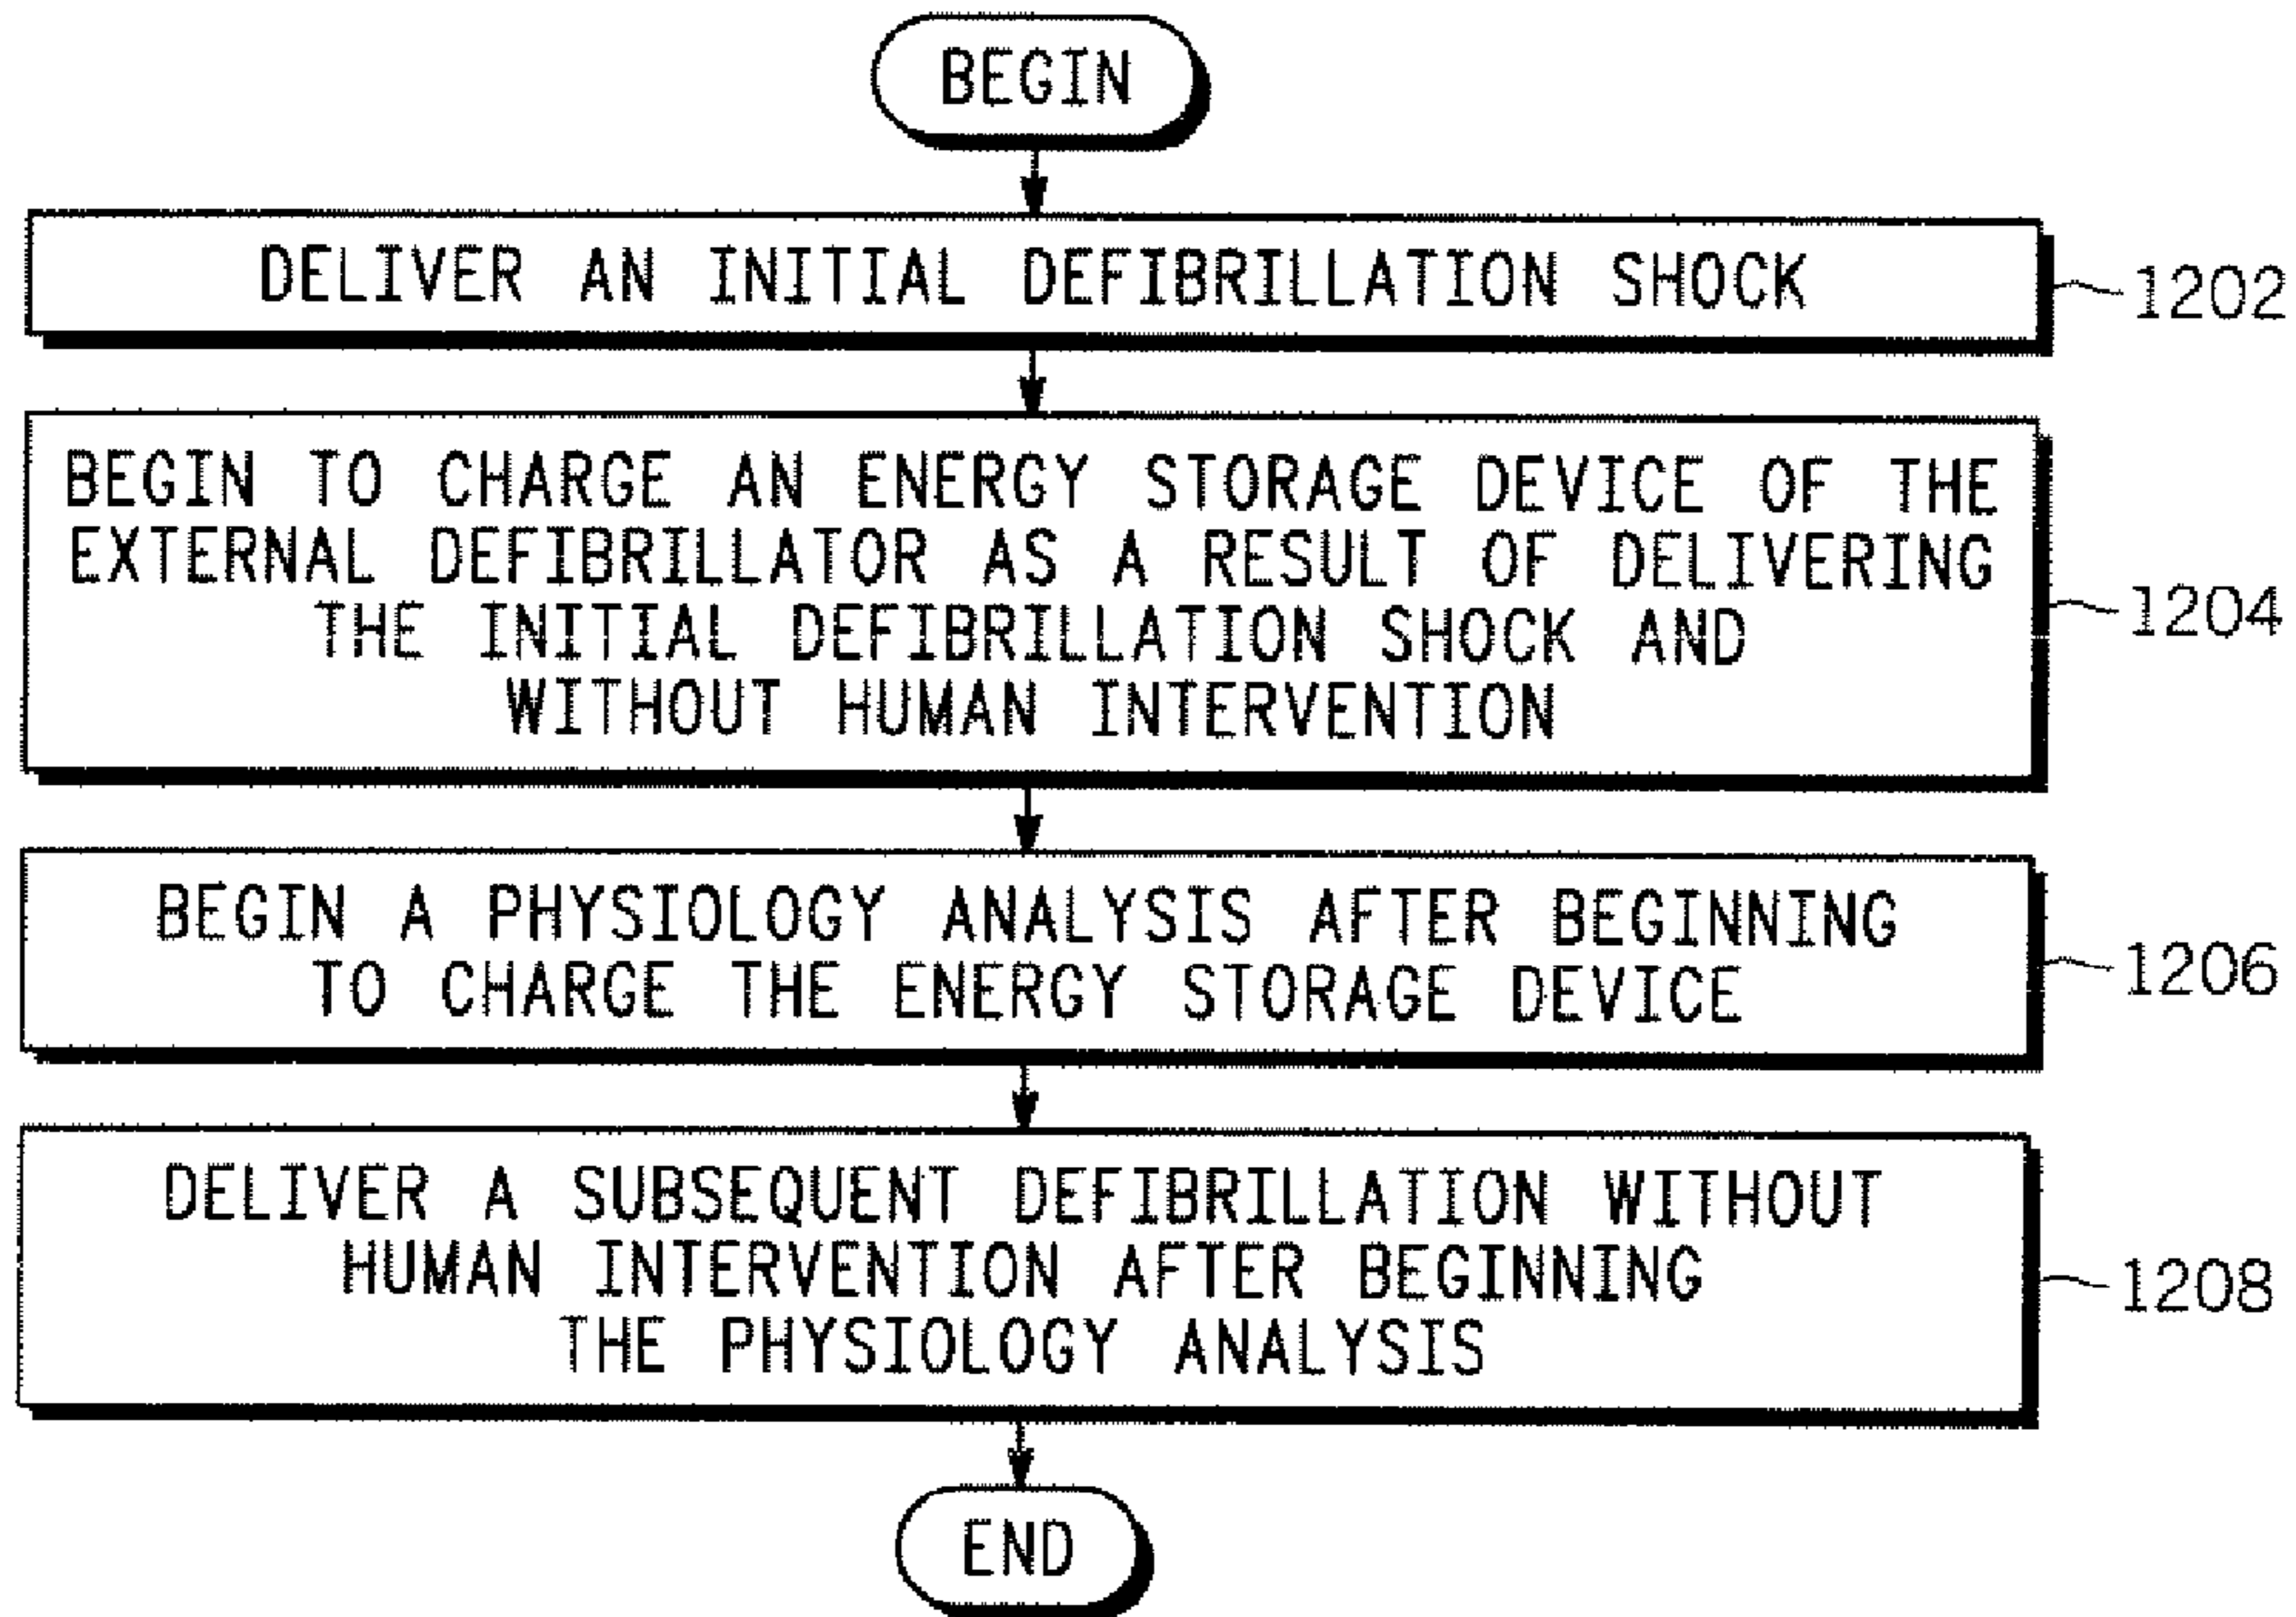 BEGIN
DELIVER AN INITIAL DEFIBRILLATION SHOCK
1202
BEGIN TO CHARGE AN ENERGY STORAGE DEVICE OF THE
EXTERNAL DEFIBRILLATOR AS A RESULT OF DELIVERING
THE INITIAL DEFIBRILLATION SHOCK AND
WITHOUT HUMAN INTERVENTION
1204
BEGIN A PHYSIOLOGY ANALYSIS AFTER BEGINNING
TO CHARGE THE ENERGY STORAGE DEVICE
1206
DELIVER A SUBSEQUENT DEFIBRILLATION WITHOUT
HUMAN INTERVENTION AFTER BEGINNING
THE PHYSIOLOGY ANALYSIS
1208
END